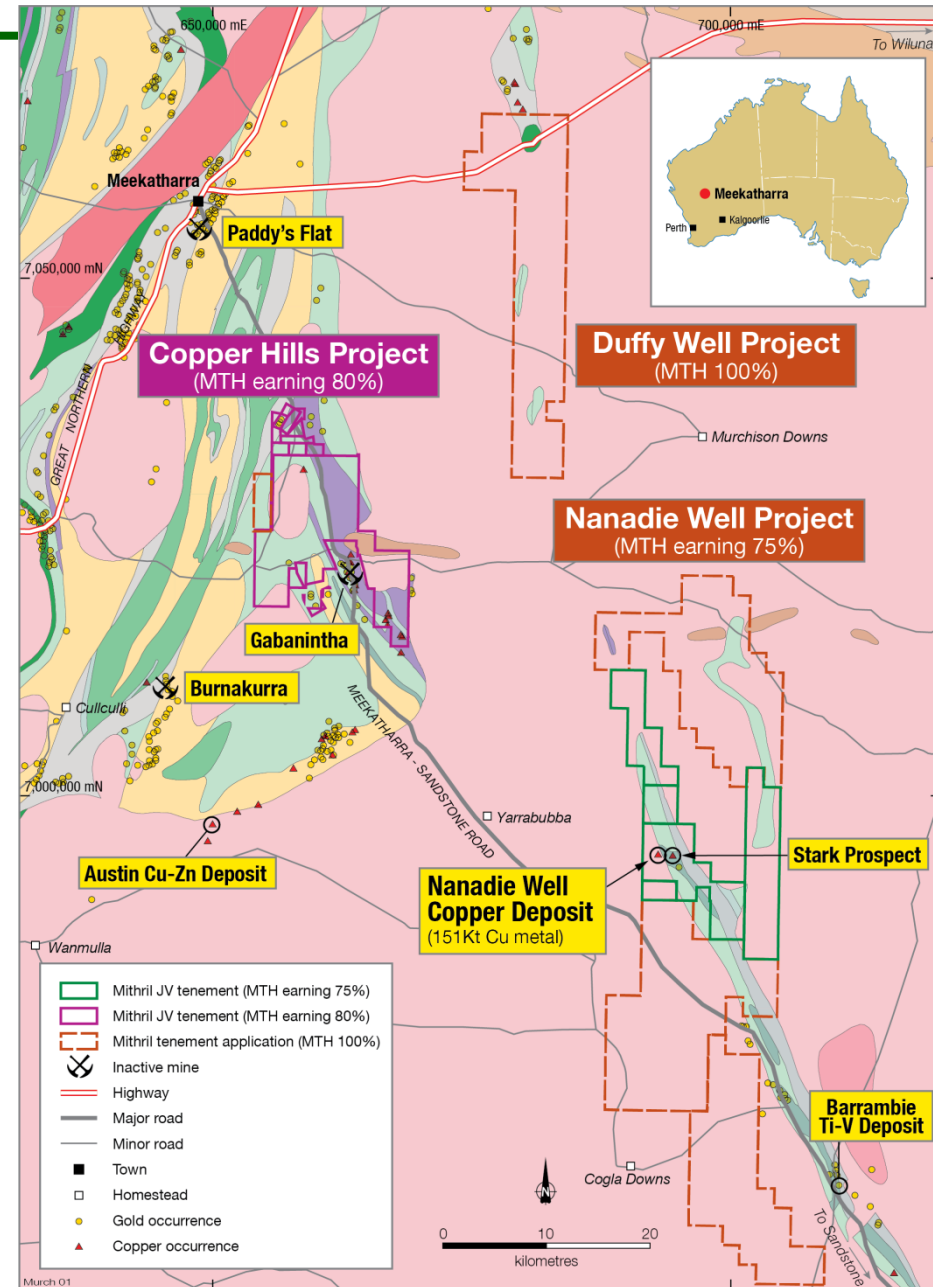 650,000 mE
700,000 mE
To Wiluna
Meekatharra
Perth
Kalgoorlie
Meekatharra
Paddy's Flat
7,050,000 mN
GREAT NORTHERN HIGHWAY
Copper Hills Project
(MTH earning 80%)
Duffy Well Project
(MTH 100%)
Murchison Downs
Nanadie Well Project
(MTH earning 75%)
Gabanintha
Burnakurra
Cullculli
MEEKATHARRA - SANDSTONE ROAD
7,000,000 mN
Yarrabubba
Austin Cu-Zn Deposit
Stark Prospect
Nanadie Well
Copper Deposit
(151Kt Cu metal)
Wanmulla
Mithril JV tenement (MTH earning 75%)
Mithril JV tenement (MTH earning 80%)
Mithril tenement application (MTH 100%)
Inactive mine
Highway
Major road
Minor road
Town
Homestead
Gold occurrence
Copper occurrence
Barrambie
Ti-V Deposit
Cogla Downs
To Sandstone
0 10 20
kilometres
Murch 01